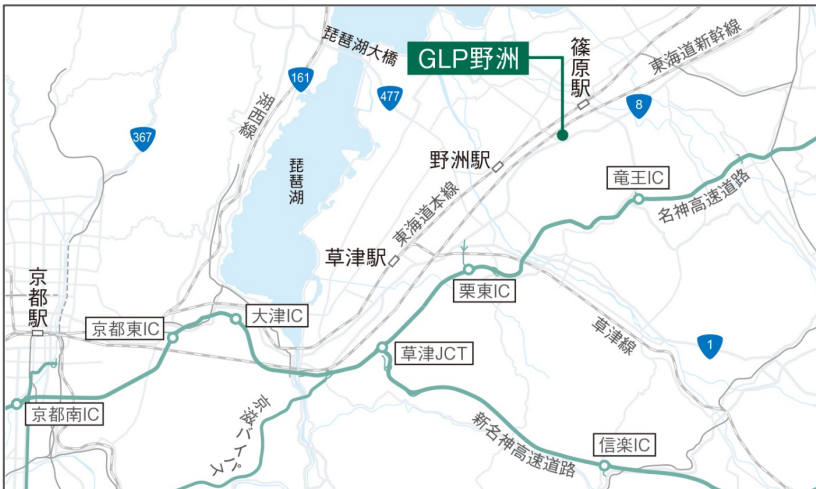 琵琶湖大橋
GLP野洲
篠原駅
東海道新幹線
161
477
8
367
湖西線
琵琶湖
野洲駅
東海道本線
竜王IC
名神高速道路
草津駅
栗東IC
京都駅
京都東IC
大津IC
草津JCT
草津線
1
京都南IC
京滋バイパス
新名神高速道路
信楽IC